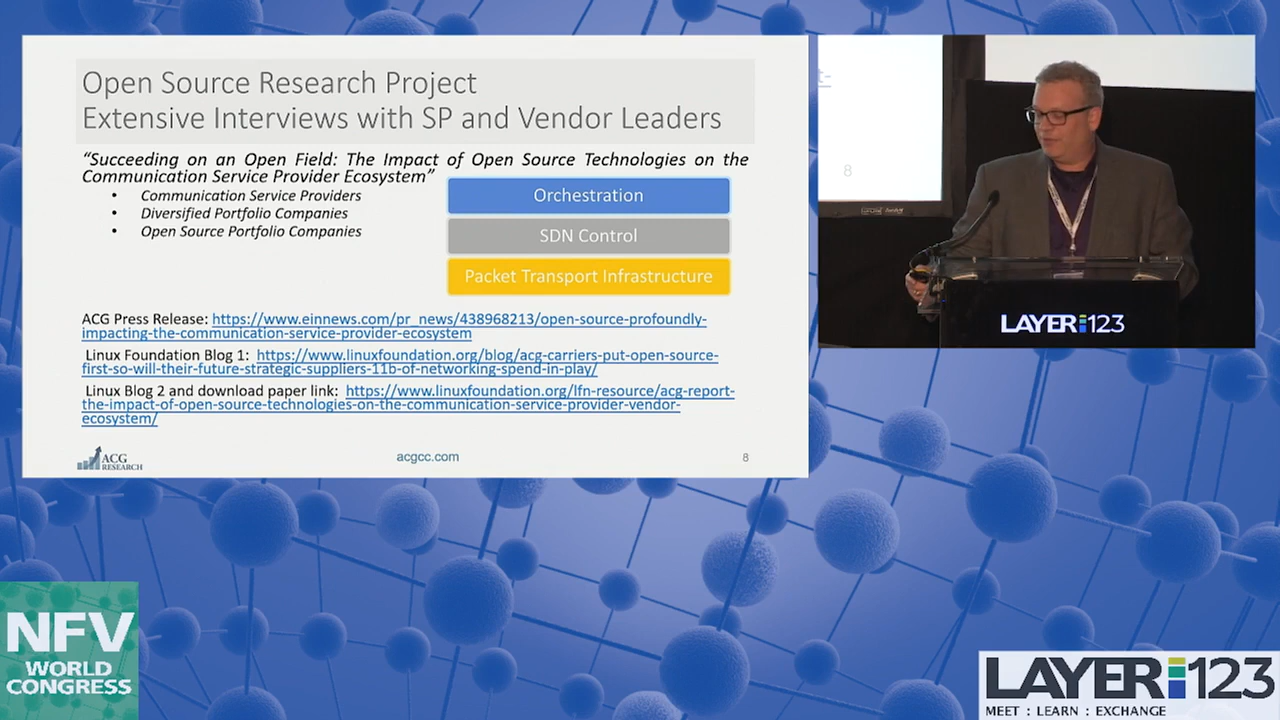 Open Source Research Project
Extensive Interviews with SP and Vendor Leaders
“Succeeding on an Open Field: The Impact of Open Source Technologies on the
Communication Service Provider Ecosystem”
• Communication Service Providers
• Diversified Portfolio Companies
• Open Source Portfolio Companies
Orchestration
SDN Control
Packet Transport Infrastructure
ACG Press Release: https://www.einnews.com/pr_news/438968213/open-source-profoundly-
impacting-the-communication-service-provider-ecosystem
Linux Foundation Blog 1: https://www.linuxfoundation.org/blog/acg-carriers-put-open-source-
first-so-will-their-future-strategic-suppliers-11b-of-networking-spend-in-play/
Linux Blog 2 and download paper link: https://www.linuxfoundation.org/lfn-resource/acg-report-
the-impact-of-open-source-technologies-on-the-communication-service-provider-vendor-
ecosystem/
ACG
RESEARCH
acgcc.com
8
t-
8
LAYER123
NFV
WORLD
CONGRESS
LAYER123
MEET : LEARN : EXCHANGE